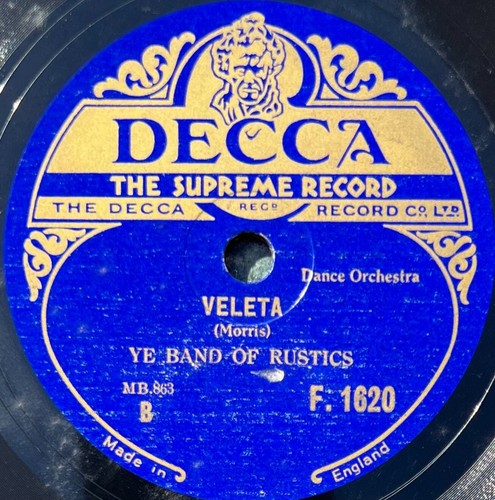 DECCA
THE SUPREME RECORD
THE DECCA REGD RECORD CO. LTD.
Dance Orchestra
VELETA
(Morris)
YE BAND OF RUSTICS
MB.863
B
F. 1620
Made in England